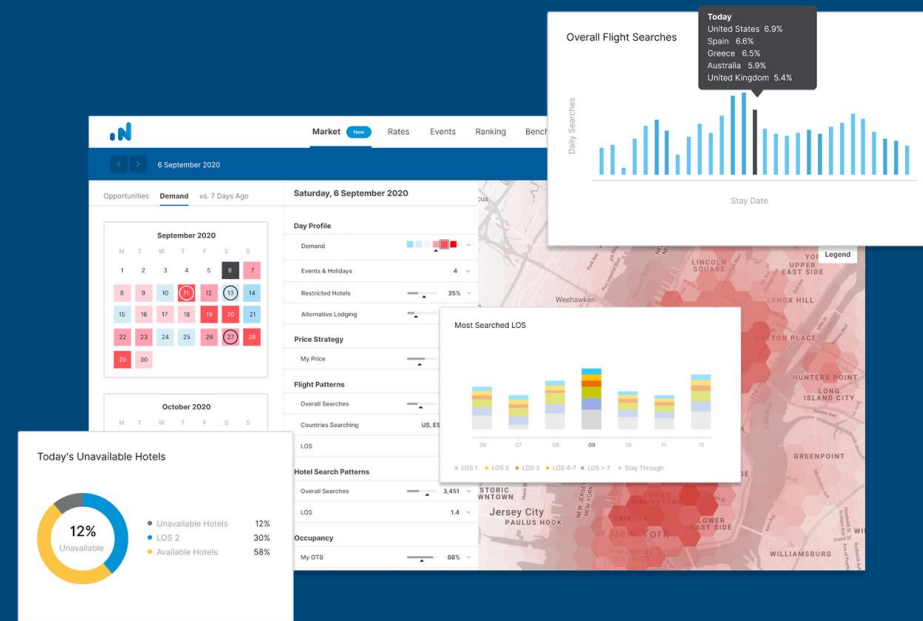 Today
United States 6.9%
Spain 6.6%
Greece 6.5%
Australia 5.9%
United Kingdom 5.4%
Overall Flight Searches
Daily Searches
Stay Date
Market New Rates Events Ranking Bench
6 September 2020
Opportunities Demand vs. 7 Days Ago
September 2020
M T W T F S S
1 2 3 4 5 6 7
8 9 10 11 12 13 14
15 16 17 18 19 20 21
22 23 24 25 26 27 28
29 30
October 2020
M T W T F S S
Saturday, 6 September 2020
Day Profile
Demand
Events & Holidays 4
Restricted Hotels 35%
Alternative Lodging
Price Strategy
My Price
Flight Patterns
Overall Searches
Countries Searching US, ES
LOS
Hotel Search Patterns
Overall Searches 3,451
LOS 1.4
Occupancy
My OTB 88%
Legend
LINCOLN
SQUARE
UPPER
EAST SIDE
Weehawken
LENOX HILL
HUNTERS POINT
LONG
ISLAND CITY
GREENPOINT
Jersey City
PAULUS HOOK
TRIBECA
LOWER
EAST SIDE
New York
FINANCIAL
DISTRICT
WILLIAMSBURG
Most Searched LOS
06 07 08 09 10 11 12
LOS 1 LOS 2 LOS 3 LOS 4-7 LOS > 7 Stay Through
Today's Unavailable Hotels
12%
Unavailable
Unavailable Hotels 12%
LOS 2 30%
Available Hotels 58%